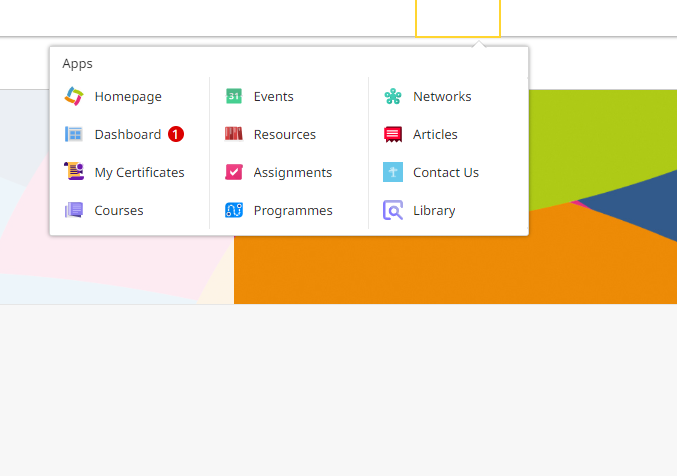 Apps
Homepage
Dashboard 1
My Certificates
Courses
31 Events
Resources
Assignments
Programmes
Networks
Articles
Contact Us
Library